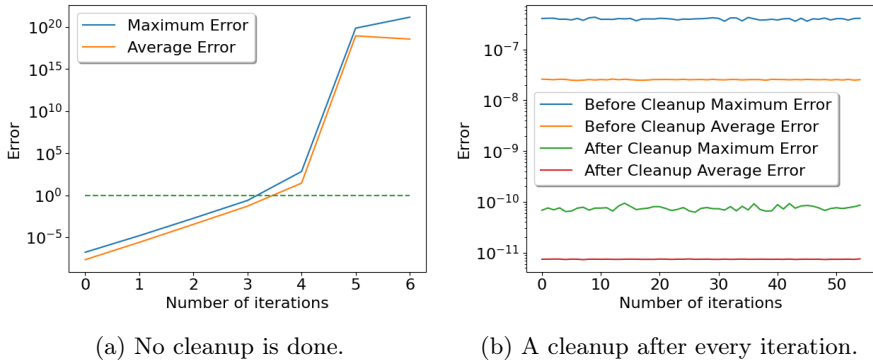 Maximum Error
Average Error
10^20
10^15
10^10
10^5
10^0
10^-5
Error
0 1 2 3 4 5 6
Number of iterations
(a) No cleanup is done.
10^-7
10^-8
10^-9
10^-10
10^-11
Error
Before Cleanup Maximum Error
Before Cleanup Average Error
After Cleanup Maximum Error
After Cleanup Average Error
0 10 20 30 40 50
Number of iterations
(b) A cleanup after every iteration.